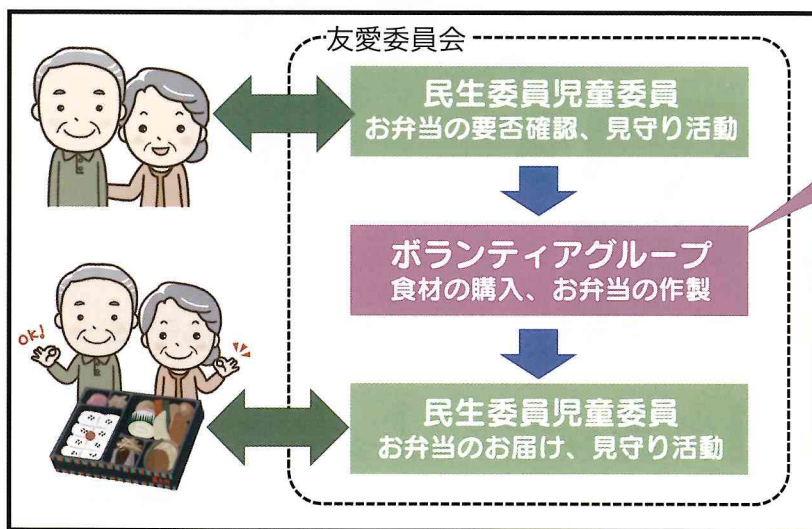 友愛委員会
民生委員児童委員
お弁当の要否確認、見守り活動
ボランティアグループ
食材の購入、お弁当の作製
OK!
民生委員児童委員
お弁当のお届け、見守り活動